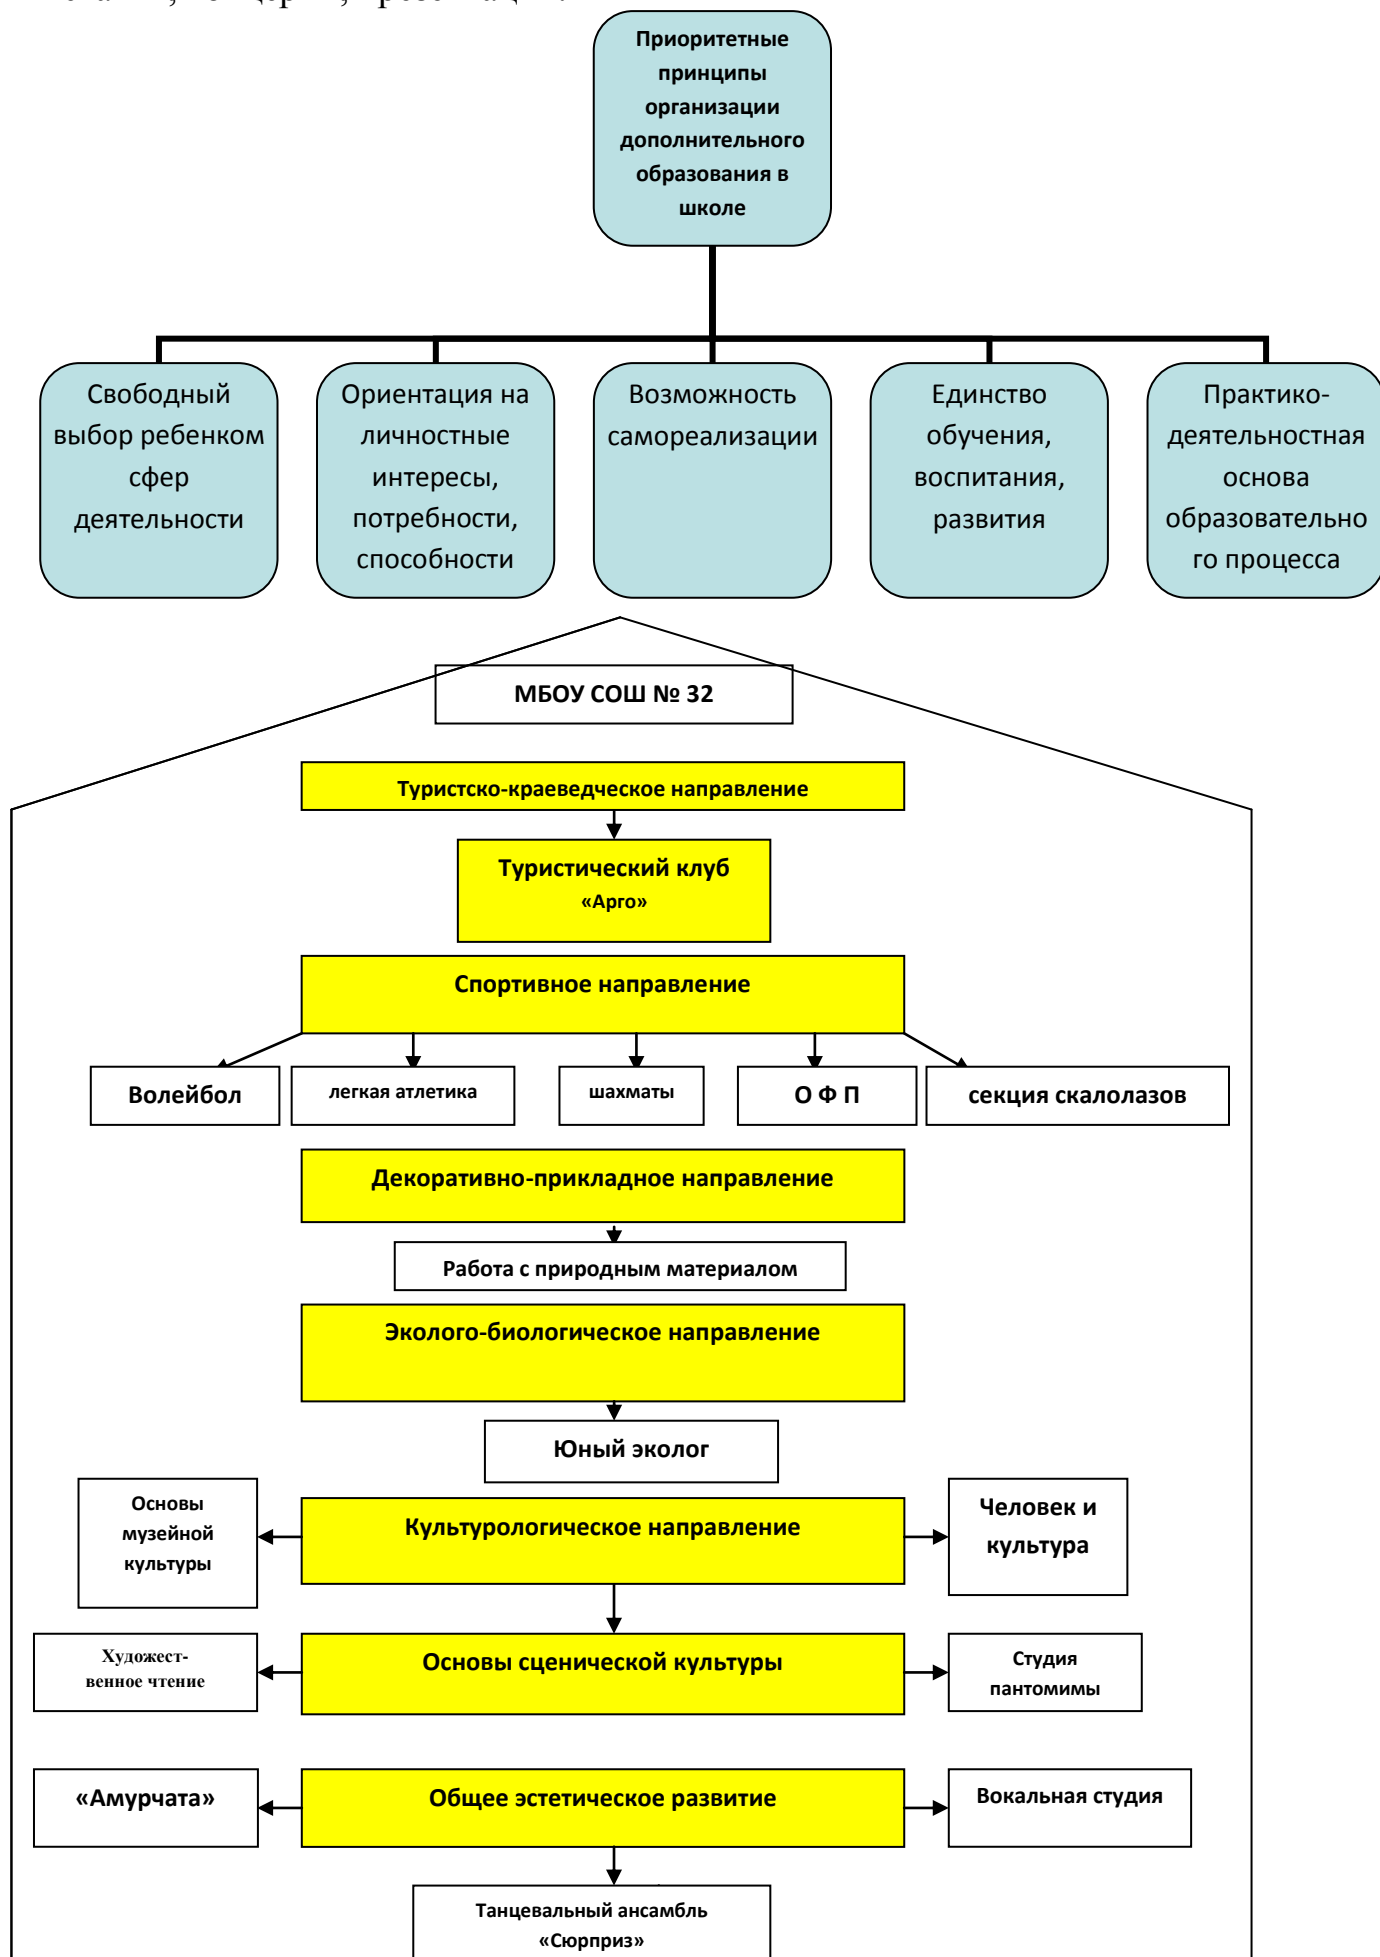 Приоритетные
принципы
организации
дополнительного
образования в
школе
Свободный
выбор ребенком
сфер
деятельности
Ориентация на
личностные
интересы,
потребности,
способности
Возможность
самореализации
Единство
обучения,
воспитания,
развития
Практико-
деятельностная
основа
образовательно
го процесса
МБОУ СОШ № 32
Туристско-краеведческое направление
Туристический клуб
«Арго»
Спортивное направление
Волейбол
легкая атлетика
шахматы
О Ф П
секция скалолазов
Декоративно-прикладное направление
Работа с природным материалом
Эколого-биологическое направление
Юный эколог
Основы
музейной
культуры
Культурологическое направление
Человек и
культура
Художест-
венное чтение
Основы сценической культуры
Студия
пантомимы
«Амурчата»
Общее эстетическое развитие
Вокальная студия
Танцевальный ансамбль
«Сюрприз»